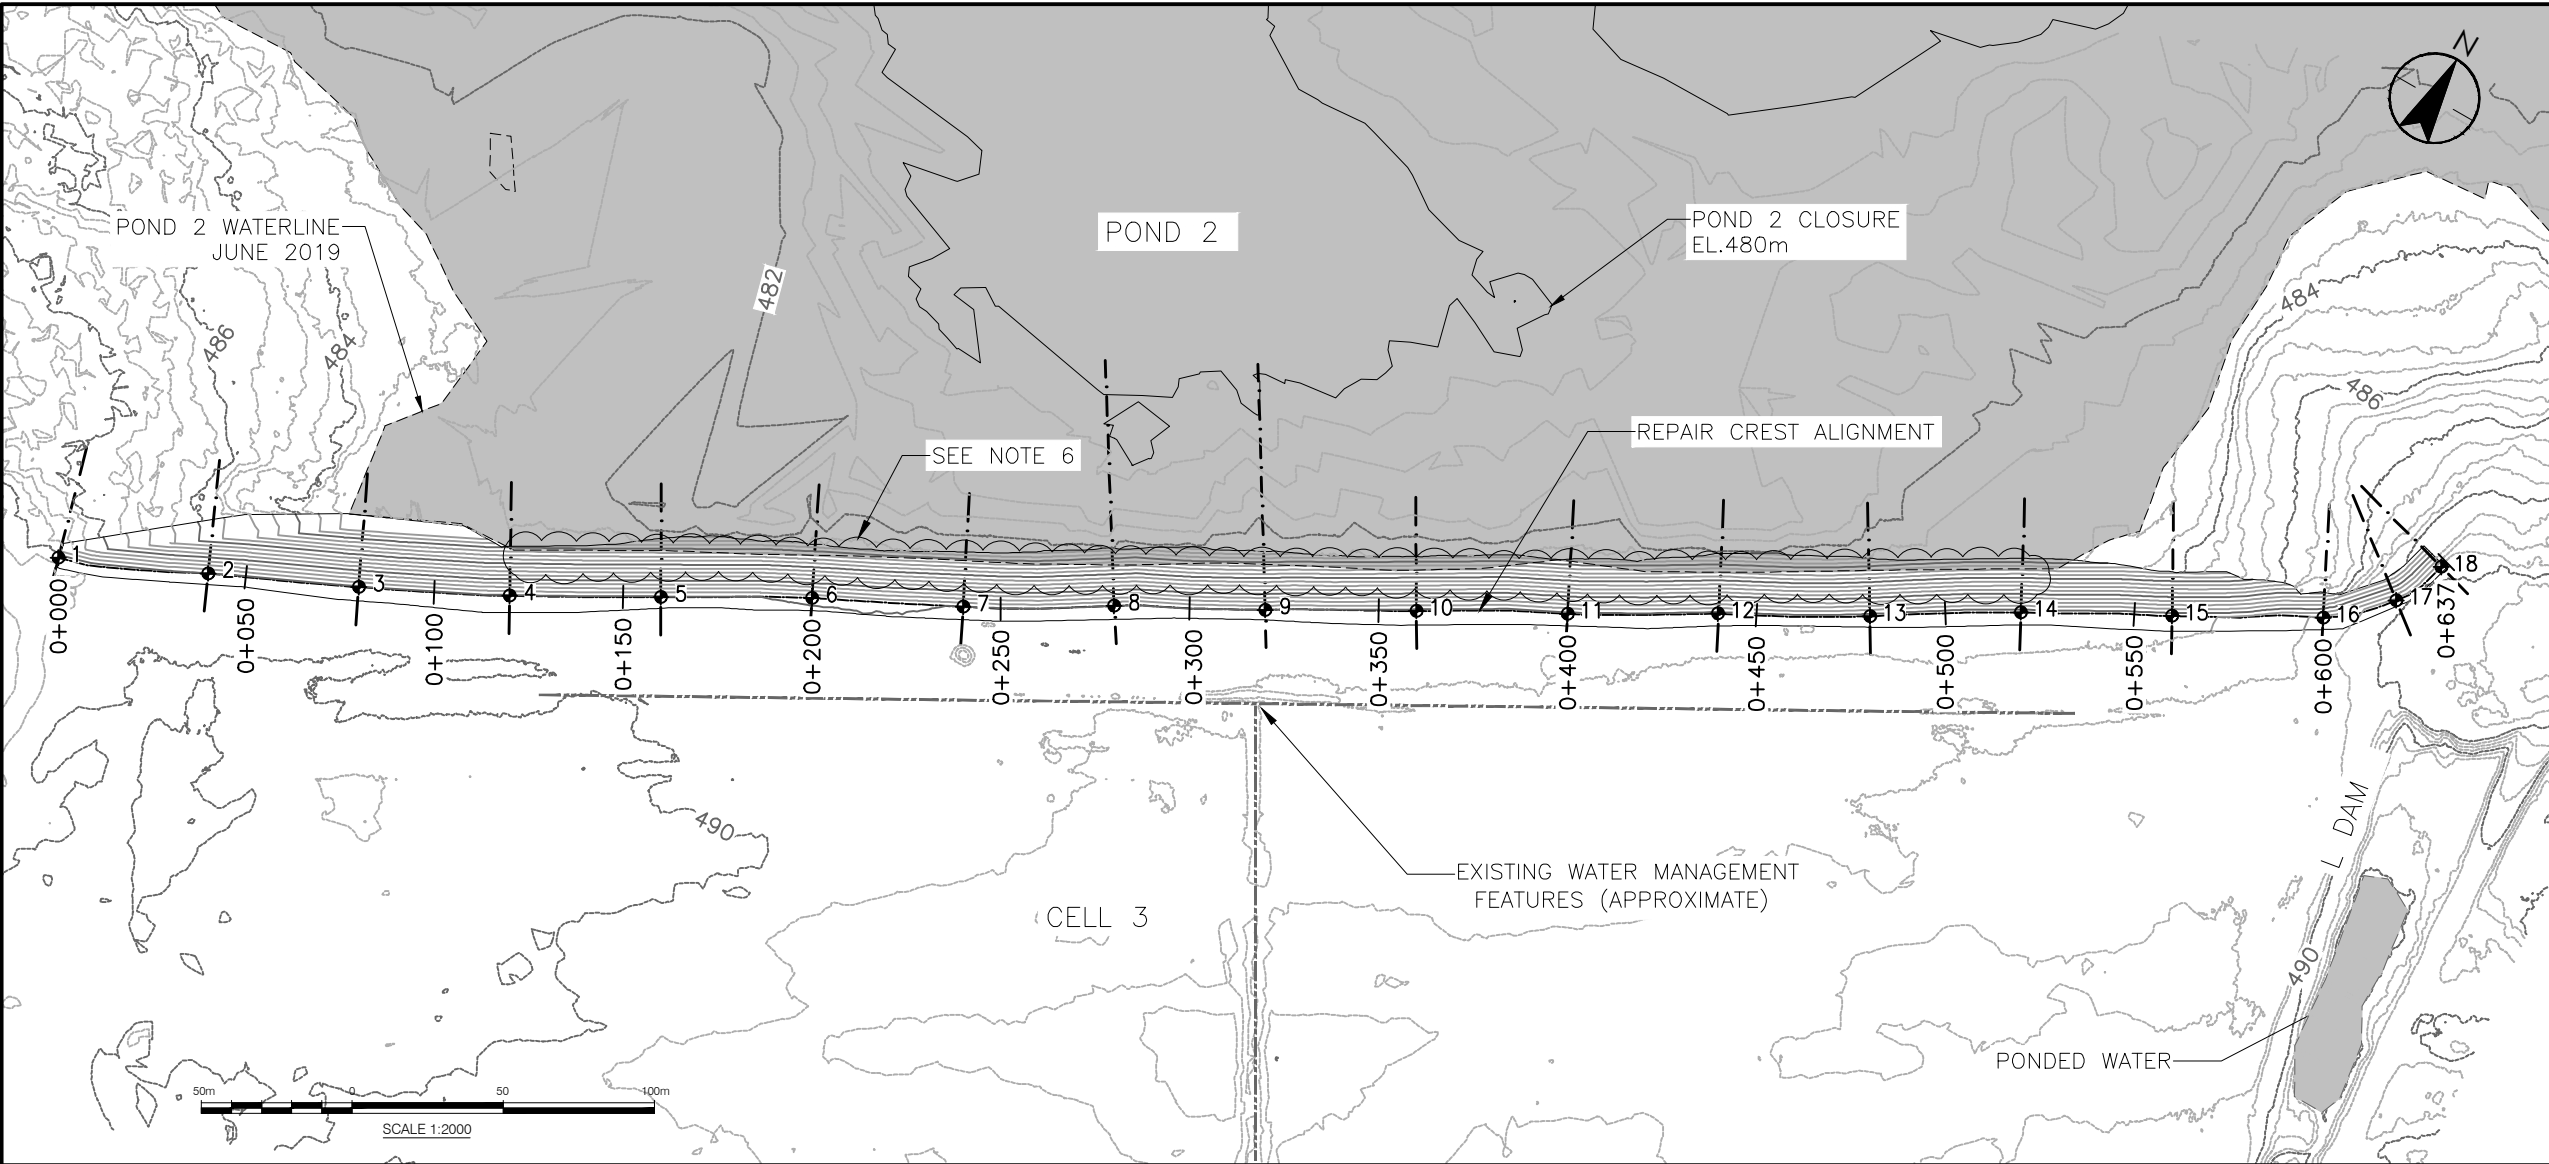 N
POND 2 WATERLINE
JUNE 2019
POND 2
POND 2 CLOSURE
EL.480m
482
484
486
484
486
SEE NOTE 6
REPAIR CREST ALIGNMENT
1
2
3
4
5
6
7
8
9
10
11
12
13
14
15
16
17
18
0+000
0+050
0+100
0+150
0+200
0+250
0+300
0+350
0+400
0+450
0+500
0+550
0+600
0+637
490
L DAM
EXISTING WATER MANAGEMENT
FEATURES (APPROXIMATE)
CELL 3
490
PONDED WATER
50m 0 50 100m
SCALE 1:2000